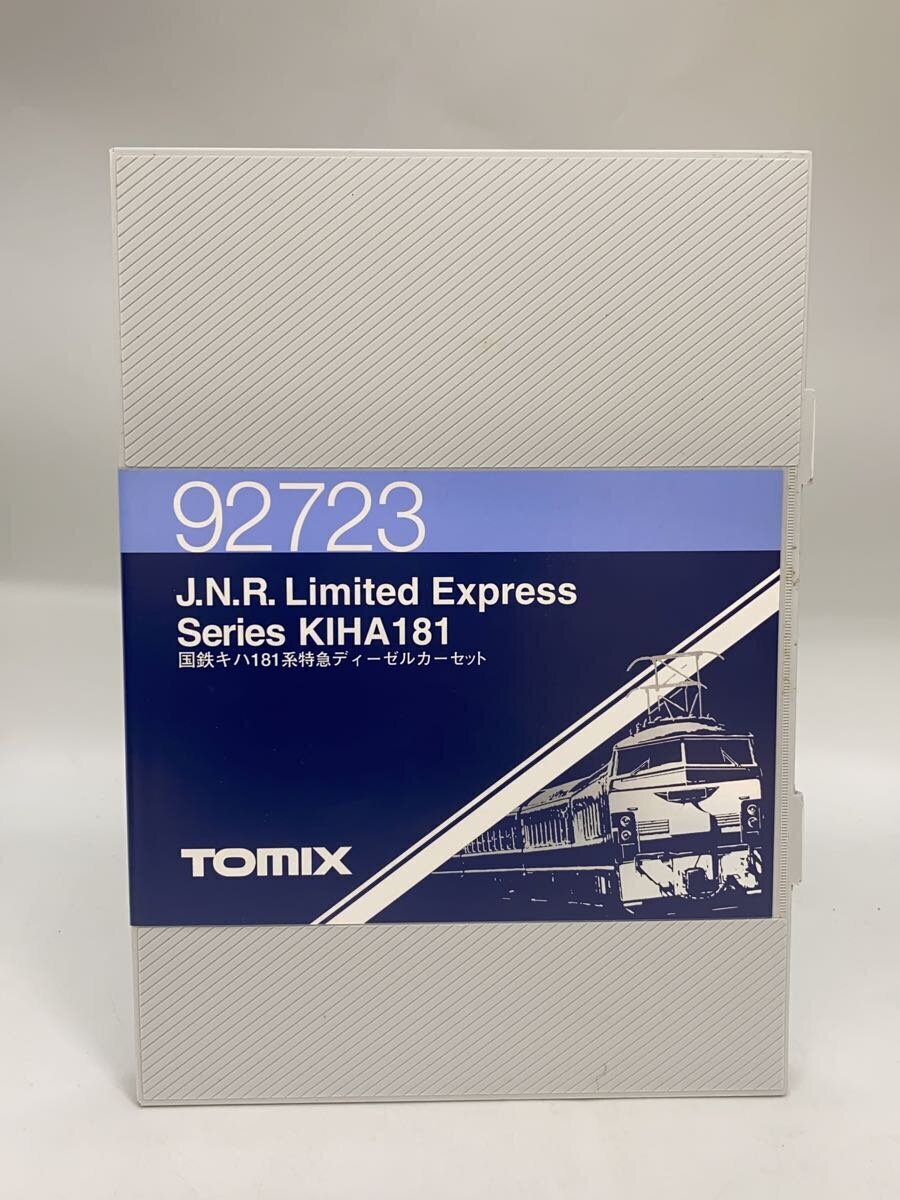 92723
J.N.R. Limited Express
Series KIHA181
国鉄キハ181系特急ディーゼルカーセット
TOMIX